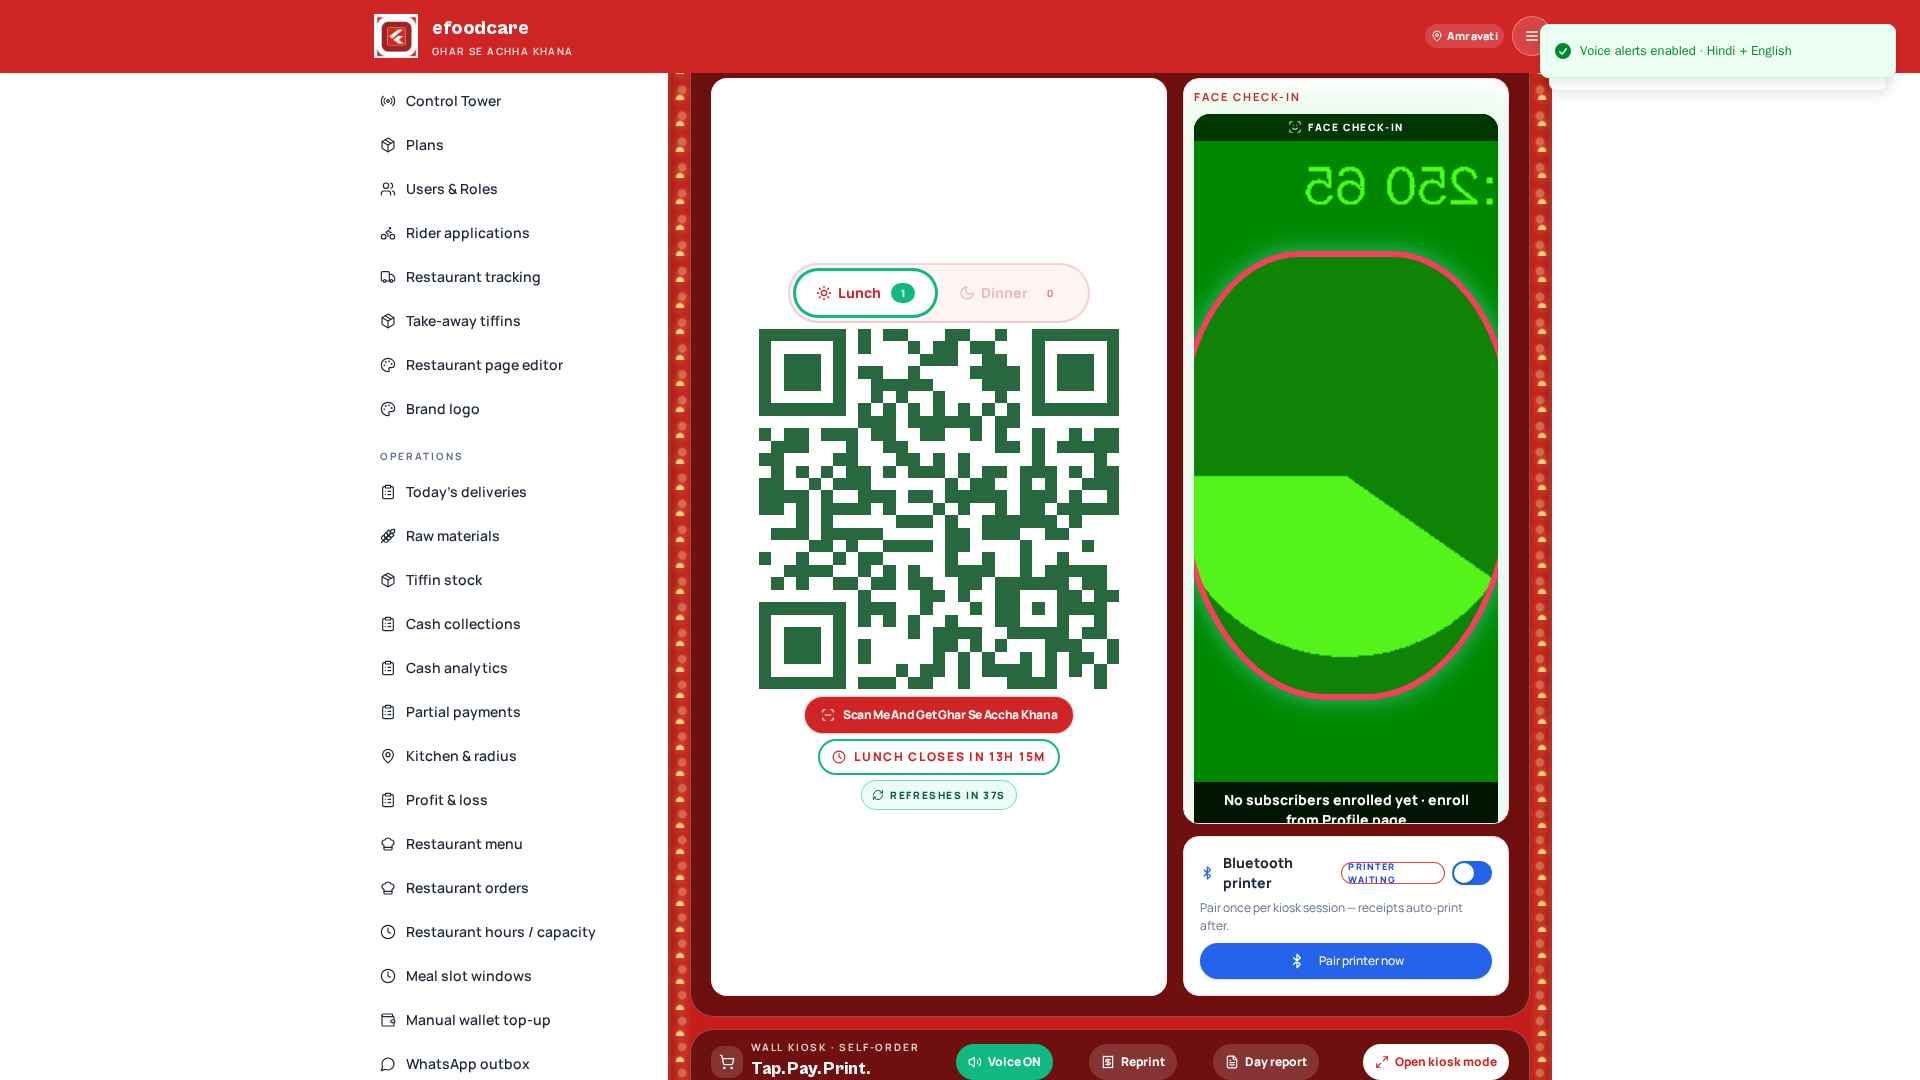 efoodcare
GHAR SE ACHHA KHANA
Amravati
Voice alerts enabled · Hindi + English
Control Tower
Plans
Users & Roles
Rider applications
Restaurant tracking
Take-away tiffins
Restaurant page editor
Brand logo
OPERATIONS
Today's deliveries
Raw materials
Tiffin stock
Cash collections
Cash analytics
Partial payments
Kitchen & radius
Profit & loss
Restaurant menu
Restaurant orders
Restaurant hours / capacity
Meal slot windows
Manual wallet top-up
WhatsApp outbox
Lunch 1
Dinner 0
Scan Me And Get Ghar Se Accha Khana
LUNCH CLOSES IN 13H 15M
REFRESHES IN 37S
FACE CHECK-IN
FACE CHECK-IN
:250 65
No subscribers enrolled yet · enroll
from Profile page
Bluetooth
printer
PRINTER
WAITING
Pair once per kiosk session — receipts auto-print
after.
Pair printer now
WALL KIOSK · SELF-ORDER
Tap. Pay. Print.
Voice ON
Reprint
Day report
Open kiosk mode